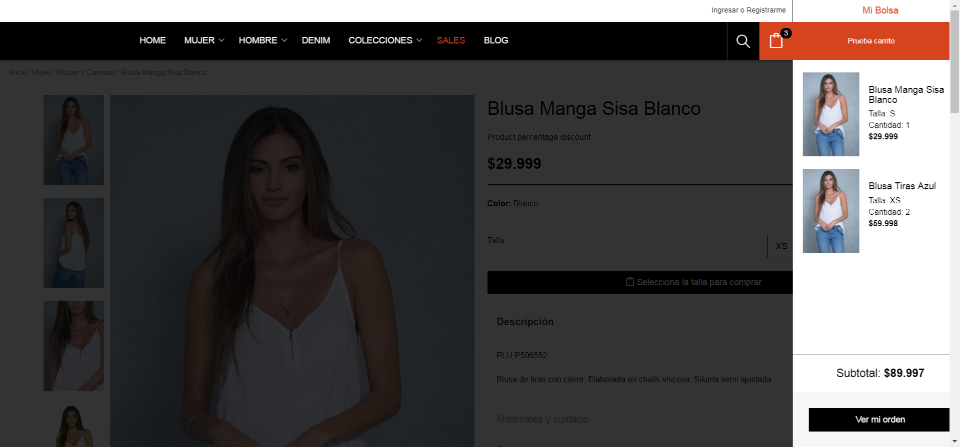 Ingresar o Registrarme
Mi Bolsa
HOME MUJER HOMBRE DENIM COLECCIONES SALES BLOG
3
Prueba carrito
Inicio Mujer Blusas y Camisas Blusa Manga Sisa Blanco
Blusa Manga Sisa Blanco
Product percentage discount
$29.999
Color: Blanco
Talla
XS
Selecciona la talla para comprar
Descripción
PLU:P508552
Blusa de tiras con cierre. Elaborada en chalis viscosa. Silueta semi ajustada
Materiales y cuidado
Blusa Manga Sisa
Blanco
Talla: S
Cantidad: 1
$29.999
Blusa Tiras Azul
Talla: XS
Cantidad: 2
$59.998
Subtotal: $89.997
Ver mi orden